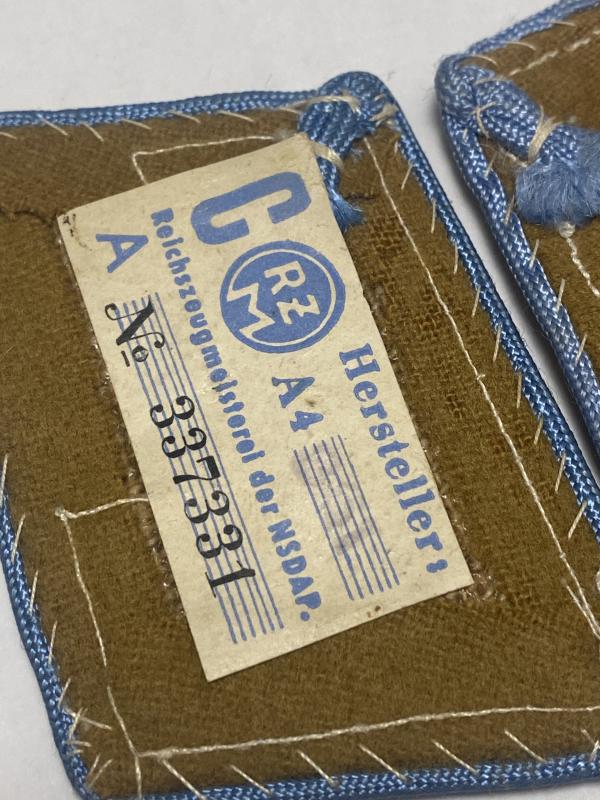 C
RZM
Hersteller:
A4
Reichszeugmeisterei der NSDAP.
A № 337331